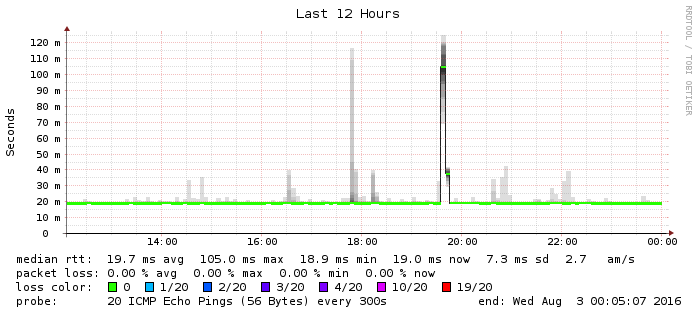 Last 12 Hours
RRDTOOL / TOBI OETIKER
Seconds
120 m
110 m
100 m
90 m
80 m
70 m
60 m
50 m
40 m
30 m
20 m
10 m
0
14:00 16:00 18:00 20:00 22:00 00:00
median rtt: 19.7 ms avg 105.0 ms max 18.9 ms min 19.0 ms now 7.3 ms sd 2.7 am/s
packet loss: 0.00 % avg 0.00 % max 0.00 % min 0.00 % now
loss color: 0 1/20 2/20 3/20 4/20 10/20 19/20
probe: 20 ICMP Echo Pings (56 Bytes) every 300s end: Wed Aug 3 00:05:07 2016